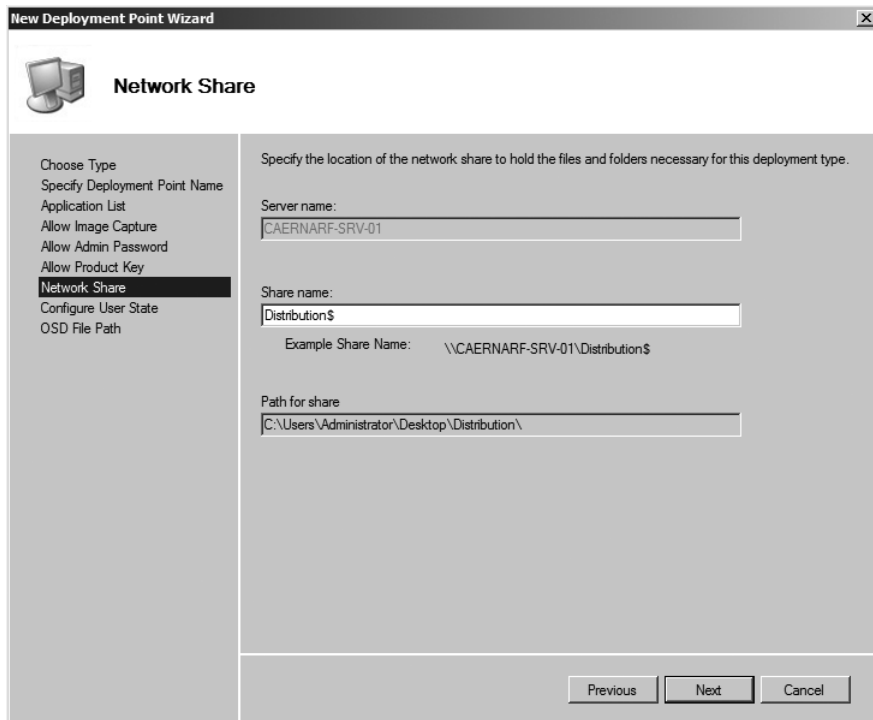 New Deployment Point Wizard
Network Share
Choose Type
Specify Deployment Point Name
Application List
Allow Image Capture
Allow Admin Password
Allow Product Key
Network Share
Configure User State
OSD File Path
Specify the location of the network share to hold the files and folders necessary for this deployment type.
Server name:
CAERNARF-SRV-01
Share name:
Distribution$
Example Share Name: \\CAERNARF-SRV-01\Distribution$
Path for share
C:\Users\Administrator\Desktop\Distribution\
Previous Next Cancel